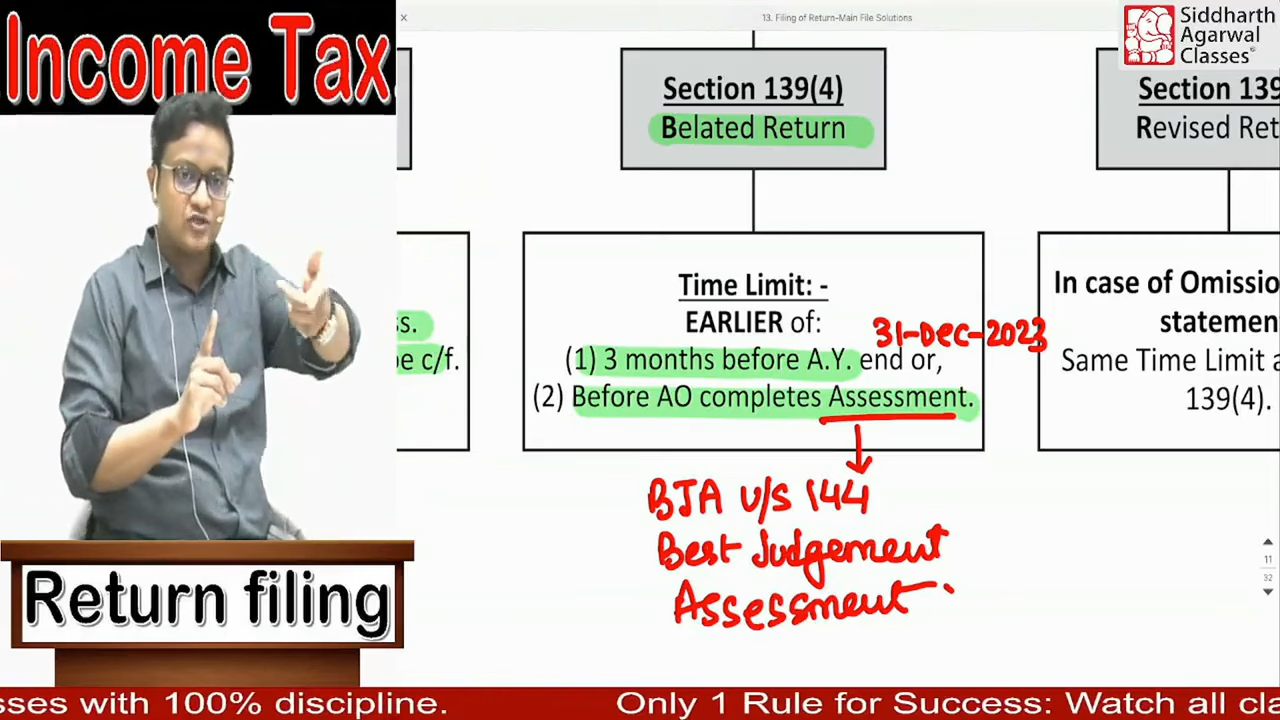 Income Tax.
Return filing
13. Filing of Return-Main File Solutions
Siddharth
Agarwal
Classes
ss.
be c/f.
Section 139(4)
Belated Return
Time Limit: -
EARLIER of:
31-Dec-2023
(1) 3 months before A.Y. end or,
(2) Before AO completes Assessment.
BJA u/s 144
Best Judgement
Assessment
Section 139
Revised Ret
In case of Omissio
statemen
Same Time Limit a
139(4).
11
32
sses with 100% discipline.
Only 1 Rule for Success: Watch all cla